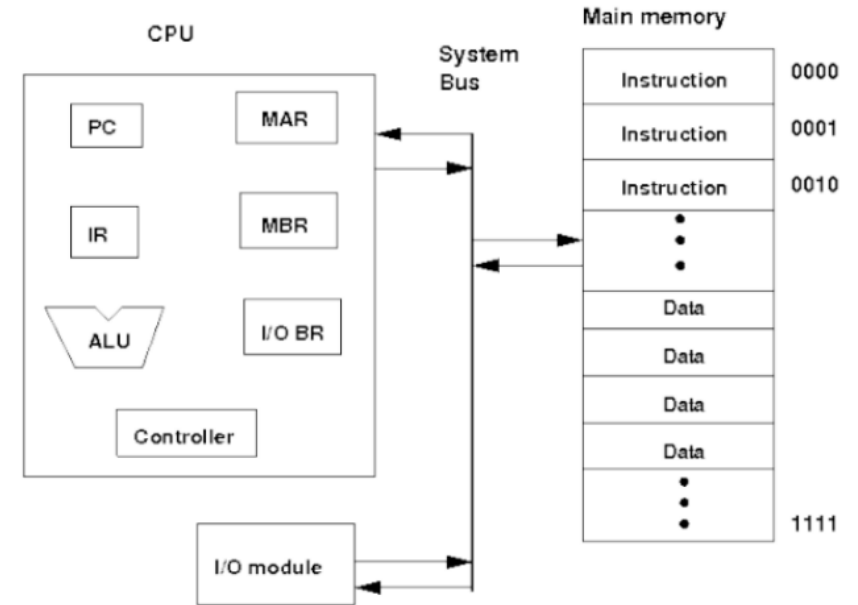 CPU
System
Bus
Main memory
PC
MAR
IR
MBR
ALU
I/O BR
Controller
I/O module
Instruction
0000
Instruction
0001
Instruction
0010
Data
Data
Data
Data
1111